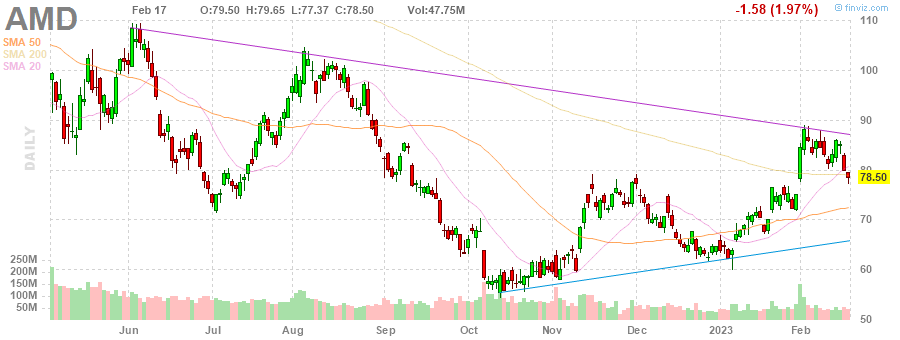 AMD Feb 17 O:79.50 H:79.65 L:77.37 C:78.50 Vol:47.75M -1.58 (1.97%) © finviz.com
SMA 50
SMA 200
SMA 20
DAILY
110
100
90
80
78.50
70
60
50
250M
200M
150M
100M
50M
Jun Jul Aug Sep Oct Nov Dec 2023 Feb